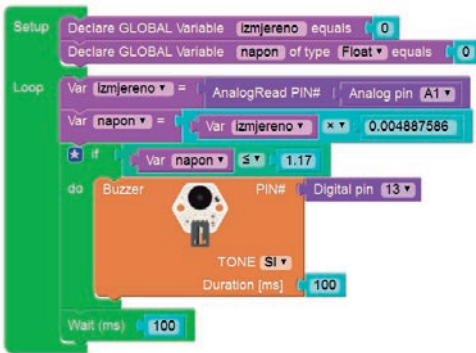 Setup Declare GLOBAL Variable izmjereno equals 0
Declare GLOBAL Variable napon of type Float ▾ equals 0
Loop Var izmjereno ▾ = AnalogRead PIN# Analog pin A1 ▾
Var napon ▾ = Var izmjereno ▾ × ▾ 0.004887586
if Var napon ▾ ≤ ▾ 1.17
do Buzzer PIN# Digital pin 13 ▾
TONE SI ▾
Duration [ms] 100
Wait (ms) 100